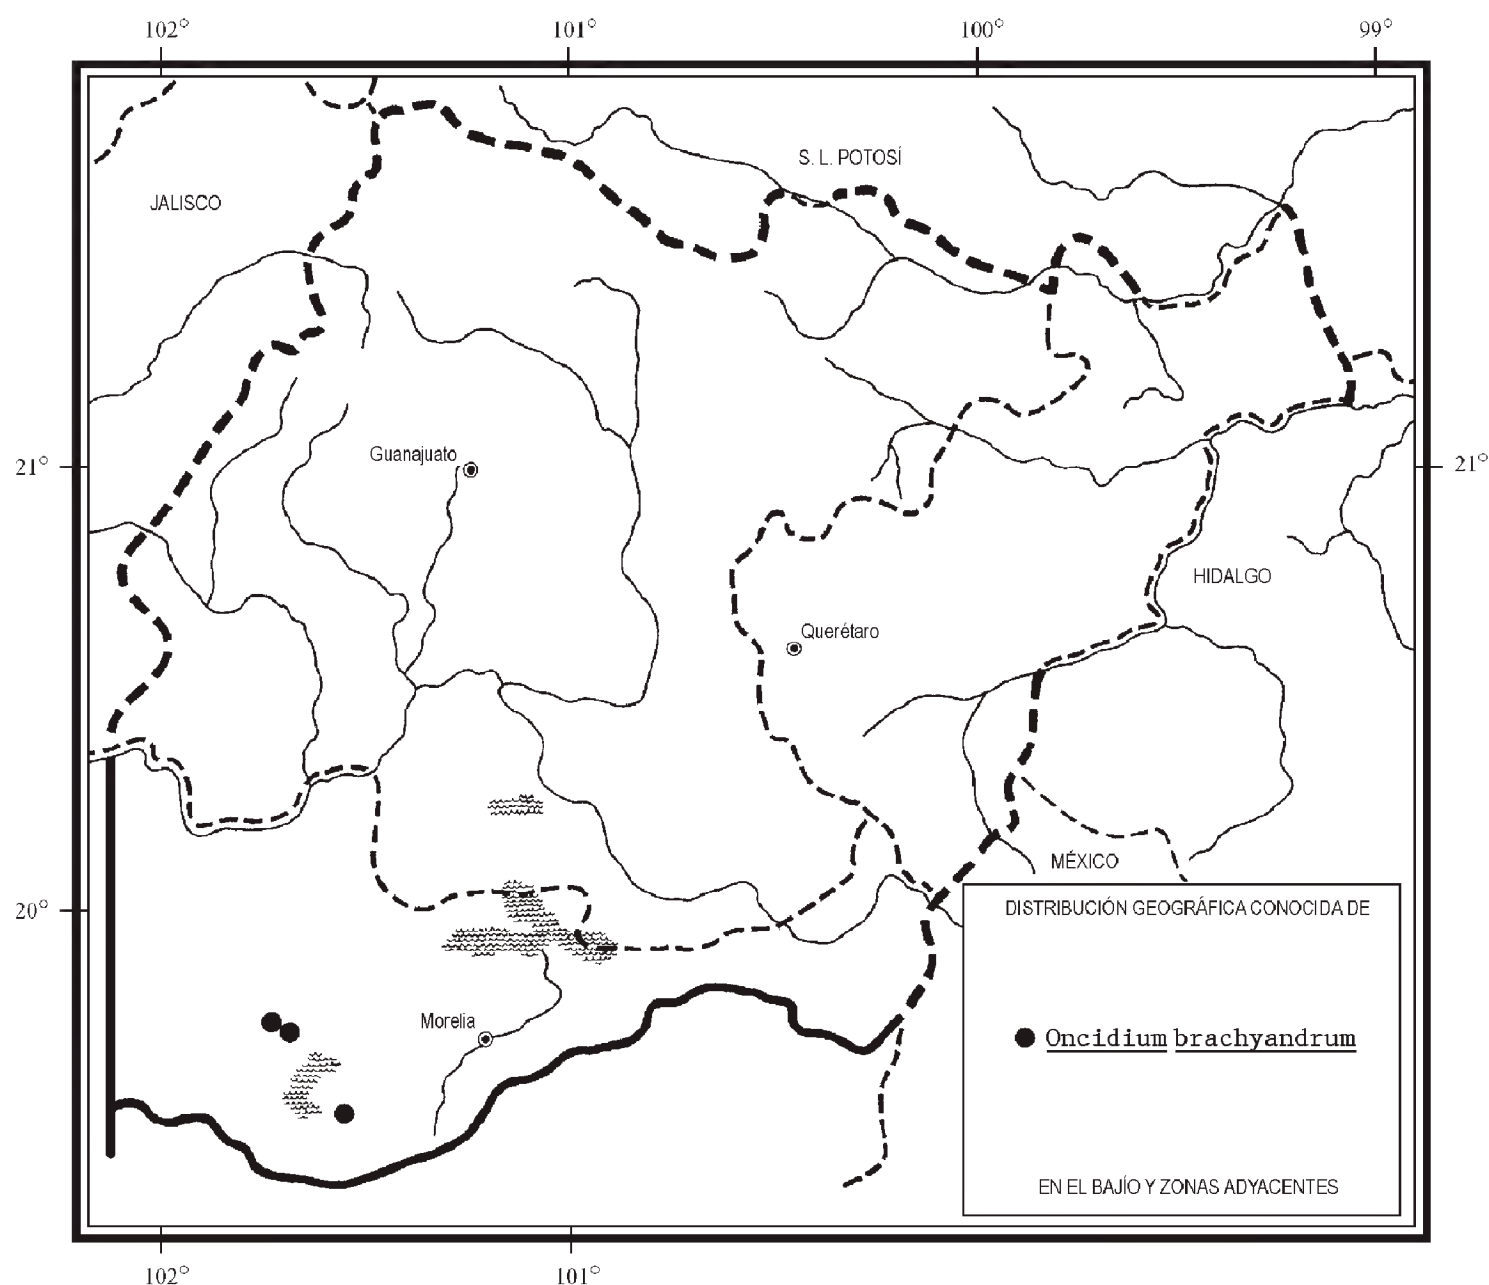 102° 101° 100° 99°
S. L. POTOSÍ
JALISCO
Guanajuato
21° 21°
HIDALGO
Querétaro
MÉXICO
20°
DISTRIBUCIÓN GEOGRÁFICA CONOCIDA DE
Morelia
Oncidium brachyandrum
EN EL BAJÍO Y ZONAS ADYACENTES
102° 101°